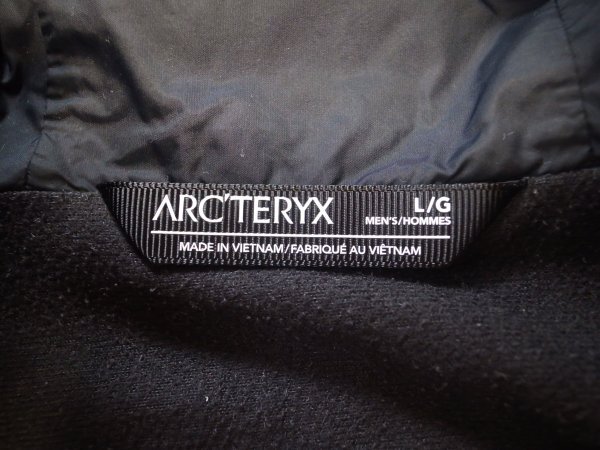 ARC'TERYX
L/G
MEN'S/HOMMES
MADE IN VIETNAM/FABRIQUÉ AU VIÊTNAM